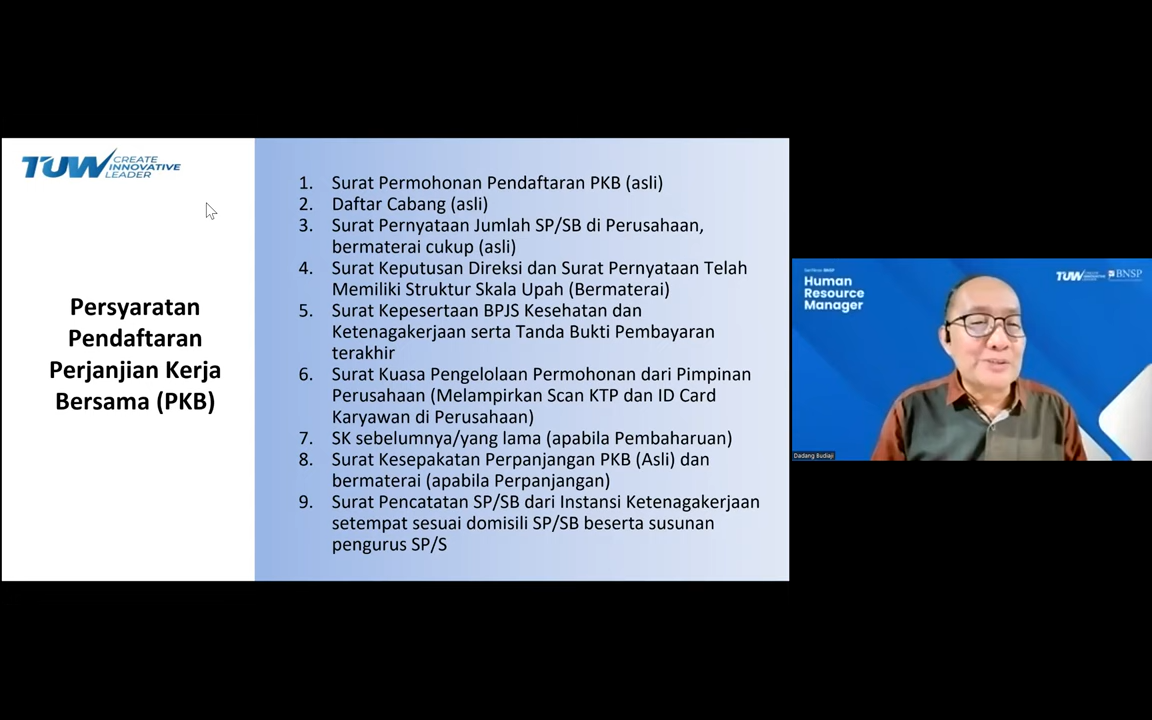 TUW CREATE
INNOVATIVE
LEADER
Persyaratan
Pendaftaran
Perjanjian Kerja
Bersama (PKB)
1. Surat Permohonan Pendaftaran PKB (asli)
2. Daftar Cabang (asli)
3. Surat Pernyataan Jumlah SP/SB di Perusahaan,
bermaterai cukup (asli)
4. Surat Keputusan Direksi dan Surat Pernyataan Telah
Memiliki Struktur Skala Upah (Bermaterai)
5. Surat Kepesertaan BPJS Kesehatan dan
Ketenagakerjaan serta Tanda Bukti Pembayaran
terakhir
6. Surat Kuasa Pengelolaan Permohonan dari Pimpinan
Perusahaan (Melampirkan Scan KTP dan ID Card
Karyawan di Perusahaan)
7. SK sebelumnya/yang lama (apabila Pembaharuan)
8. Surat Kesepakatan Perpanjangan PKB (Asli) dan
bermaterai (apabila Perpanjangan)
9. Surat Pencatatan SP/SB dari Instansi Ketenagakerjaan
setempat sesuai domisili SP/SB beserta susunan
pengurus SP/S
Human
Resource
Manager
TUW
BNSP
Dadang Budiaji